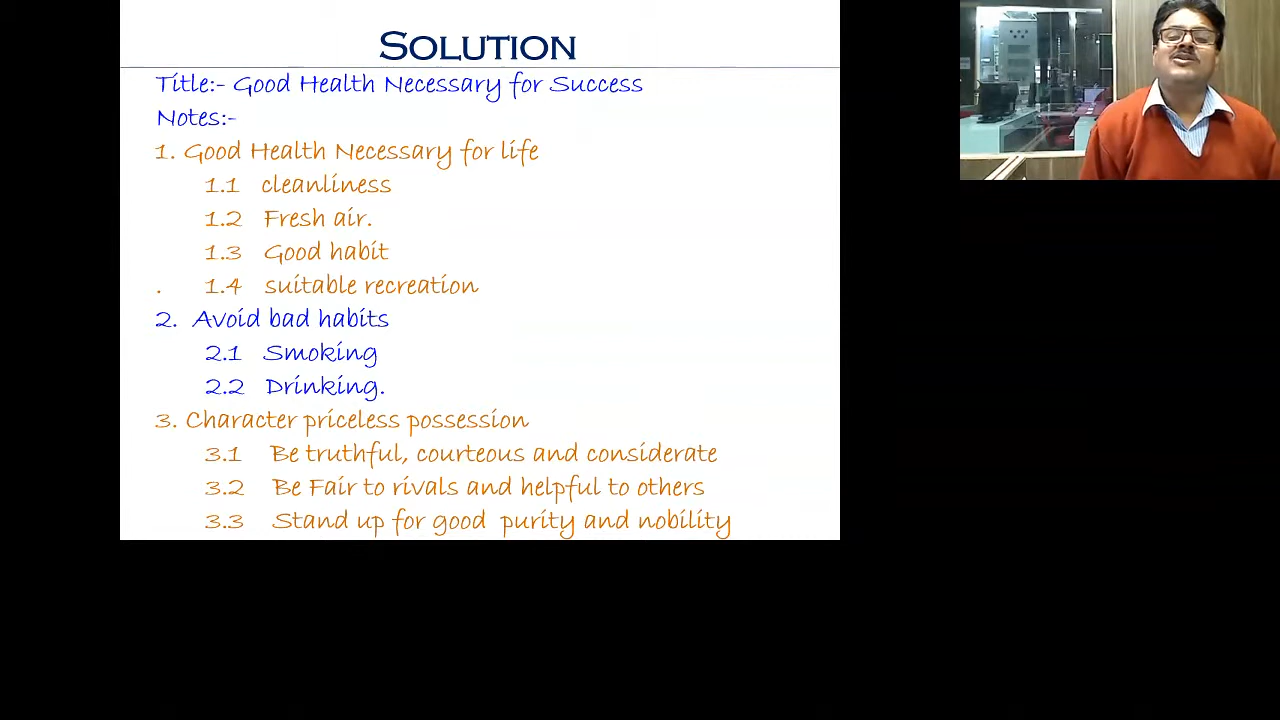 SOLUTION
Title:- Good Health Necessary for Success
Notes:-
1. Good Health Necessary for life
1.1 cleanliness
1.2 Fresh air.
1.3 Good habit
. 1.4 suitable recreation
2. Avoid bad habits
2.1 Smoking
2.2 Drinking.
3. Character priceless possession
3.1 Be truthful, courteous and considerate
3.2 Be Fair to rivals and helpful to others
3.3 Stand up for good purity and nobility